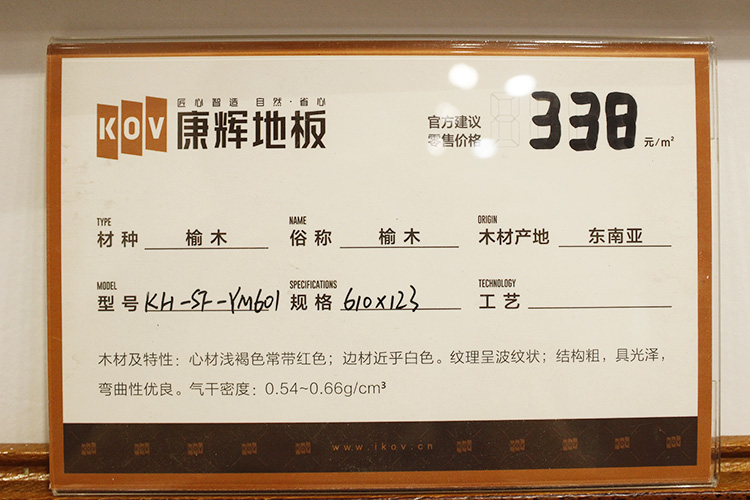 匠心智造 自然·省心
KOV 康辉地板
官方建议
零售价格
338 元/m²
TYPE NAME ORIGIN
材种 榆木 俗称 榆木 木材产地 东南亚
MODEL SPECIFICATIONS TECHNOLOGY
型号 KH-SF-YM601 规格 610x123 工艺
木材及特性：心材浅褐色常带红色；边材近乎白色。纹理呈波纹状；结构粗，具光泽，
弯曲性优良。气干密度：0.54~0.66g/cm³
www.ikov.cn